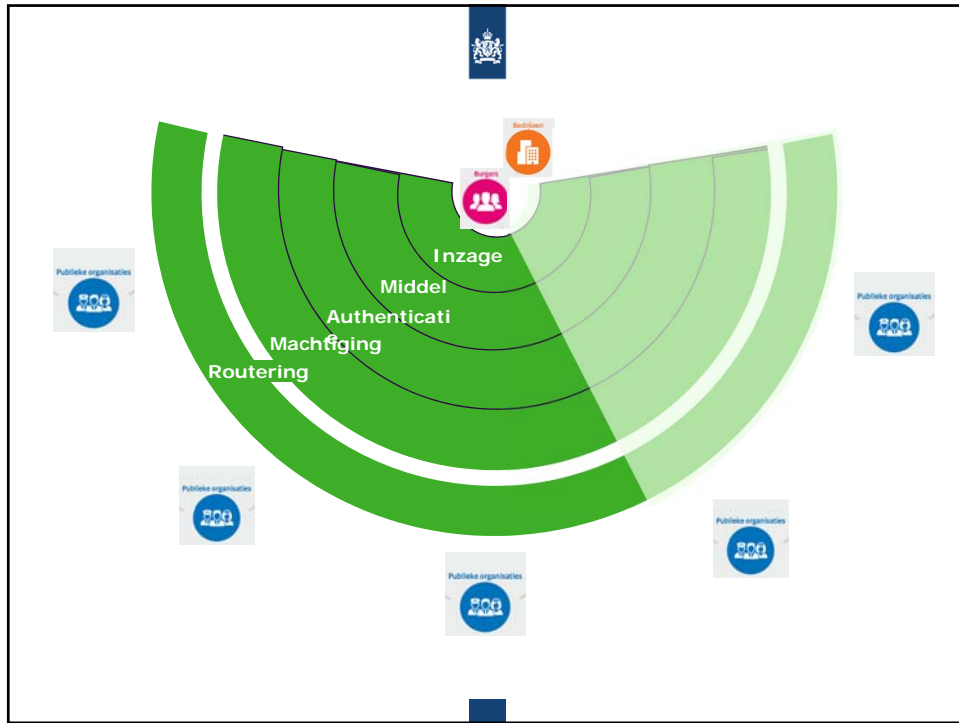 Bedrijven
Burgers
Inzage
Middel
Authenticati
e
Machtiging
Routering
Publieke organisaties
Publieke organisaties
Publieke organisaties
Publieke organisaties
Publieke organisaties